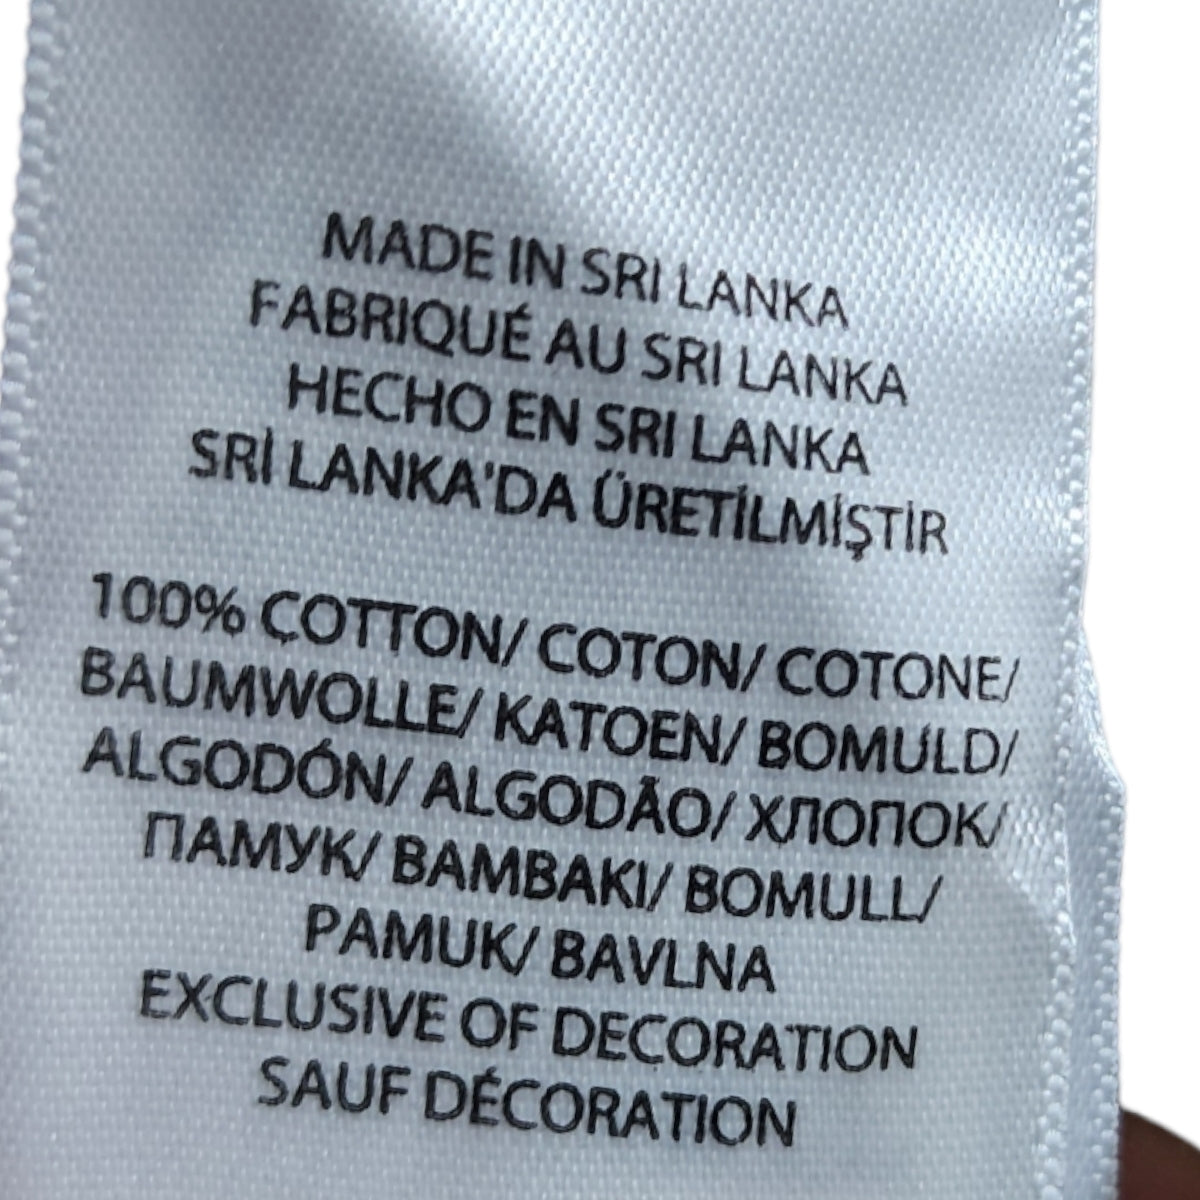 MADE IN SRI LANKA
FABRIQUÉ AU SRI LANKA
HECHO EN SRI LANKA
SRİ LANKA'DA ÜRETİLMİŞTİR
100% COTTON/ COTON/ COTONE/
BAUMWOLLE/ KATOEN/ BOMULD/
ALGODÓN/ ALGODÃO/ ХЛОПОК/
ПАМУК/ BAMBAKI/ BOMULL/
PAMUK/ BAVLNA
EXCLUSIVE OF DECORATION
SAUF DÉCORATION